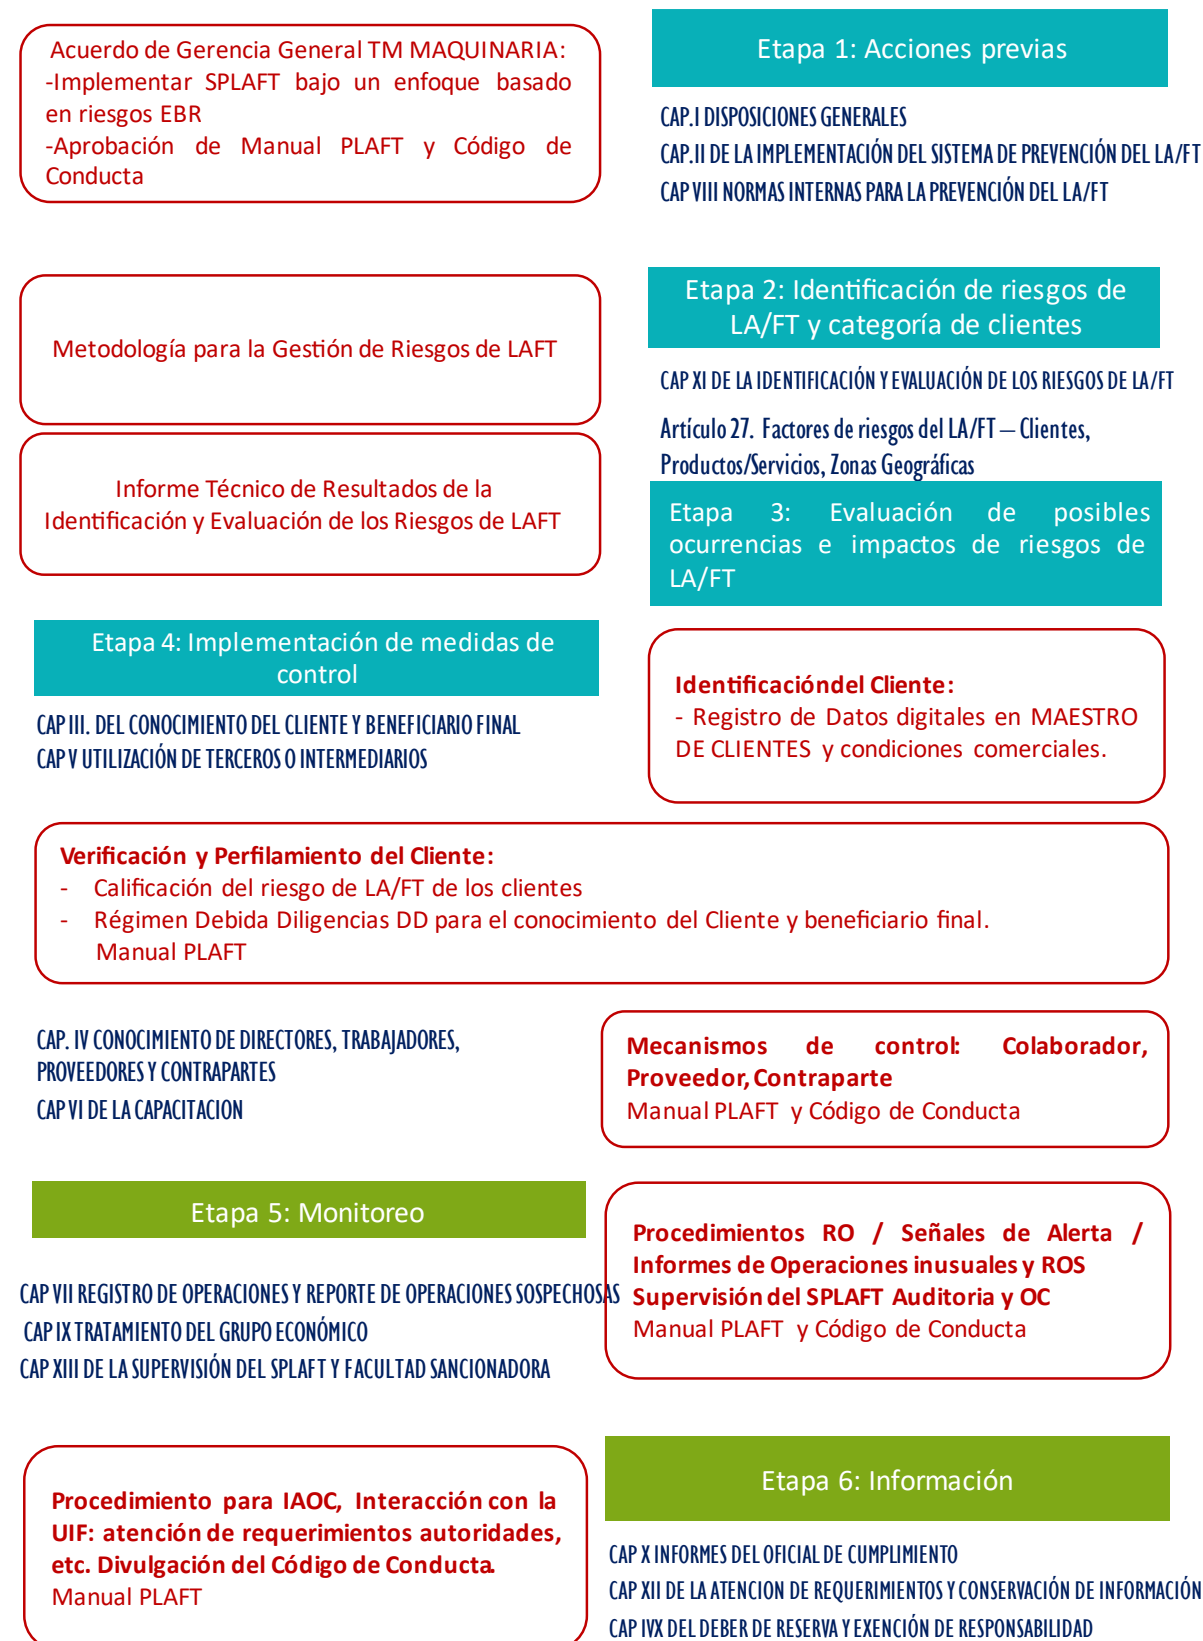 Acuerdo de Gerencia General TM MAQUINARIA:
-Implementar SPLAFT bajo un enfoque basado
en riesgos EBR
-Aprobación de Manual PLAFT y Código de
Conducta
Etapa 1: Acciones previas
CAP.I DISPOSICIONES GENERALES
CAP.II DE LA IMPLEMENTACIÓN DEL SISTEMA DE PREVENCIÓN DEL LA/FT
CAP VIII NORMAS INTERNAS PARA LA PREVENCIÓN DEL LA/FT
Metodología para la Gestión de Riesgos de LAFT
Etapa 2: Identificación de riesgos de
LA/FT y categoría de clientes
CAP XI DE LA IDENTIFICACIÓN Y EVALUACIÓN DE LOS RIESGOS DE LA/FT
Artículo 27. Factores de riesgos del LA/FT – Clientes,
Productos/Servicios, Zonas Geográficas
Informe Técnico de Resultados de la
Identificación y Evaluación de los Riesgos de LAFT
Etapa 3: Evaluación de posibles
ocurrencias e impactos de riesgos de
LA/FT
Etapa 4: Implementación de medidas de
control
CAP III. DEL CONOCIMIENTO DEL CLIENTE Y BENEFICIARIO FINAL
CAP V UTILIZACIÓN DE TERCEROS O INTERMEDIARIOS
Identificacióndel Cliente:
- Registro de Datos digitales en MAESTRO
DE CLIENTES y condiciones comerciales.
Verificación y Perfilamiento del Cliente:
- Calificación del riesgo de LA/FT de los clientes
- Régimen Debida Diligencias DD para el conocimiento del Cliente y beneficiario final.
Manual PLAFT
CAP. IV CONOCIMIENTO DE DIRECTORES, TRABAJADORES,
PROVEEDORES Y CONTRAPARTES
CAP VI DE LA CAPACITACION
Mecanismos de control: Colaborador,
Proveedor, Contraparte
Manual PLAFT y Código de Conducta
Etapa 5: Monitoreo
CAP VII REGISTRO DE OPERACIONES Y REPORTE DE OPERACIONES SOSPECHOSAS
CAP IX TRATAMIENTO DEL GRUPO ECONÓMICO
CAP XIII DE LA SUPERVISIÓN DEL SPLAFT Y FACULTAD SANCIONADORA
Procedimientos RO / Señales de Alerta /
Informes de Operaciones inusuales y ROS
Supervisión del SPLAFT Auditoria y OC
Manual PLAFT y Código de Conducta
Procedimiento para IAOC, Interacción con la
UIF: atención de requerimientos autoridades,
etc. Divulgación del Código de Conducta.
Manual PLAFT
Etapa 6: Información
CAP X INFORMES DEL OFICIAL DE CUMPLIMIENTO
CAP XII DE LA ATENCION DE REQUERIMIENTOS Y CONSERVACIÓN DE INFORMACIÓN
CAP IVX DEL DEBER DE RESERVA Y EXENCIÓN DE RESPONSABILIDAD